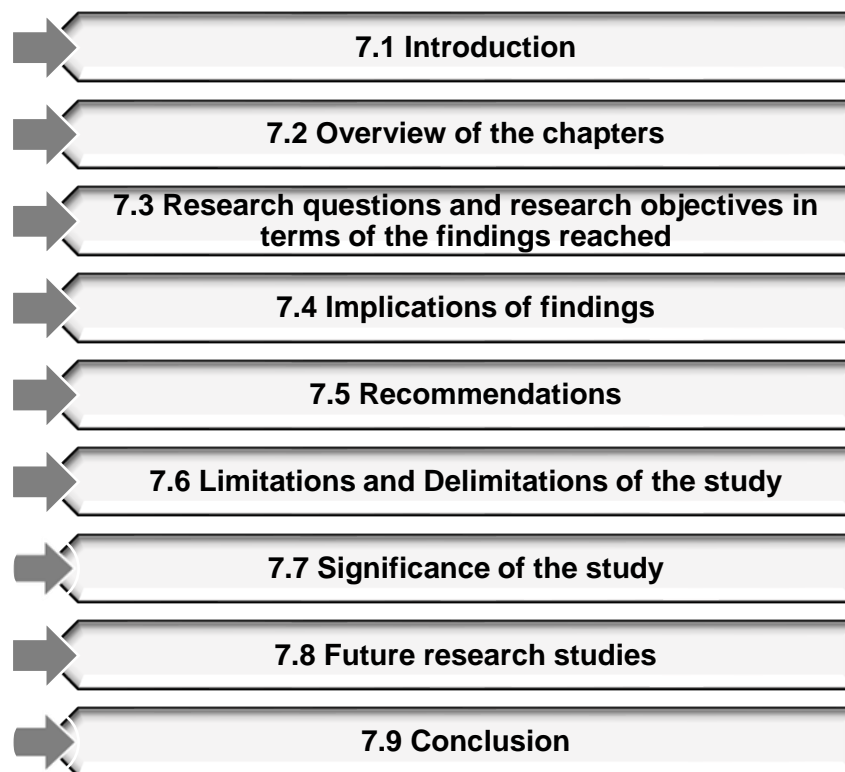 7.1 Introduction
7.2 Overview of the chapters
7.3 Research questions and research objectives in
terms of the findings reached
7.4 Implications of findings
7.5 Recommendations
7.6 Limitations and Delimitations of the study
7.7 Significance of the study
7.8 Future research studies
7.9 Conclusion